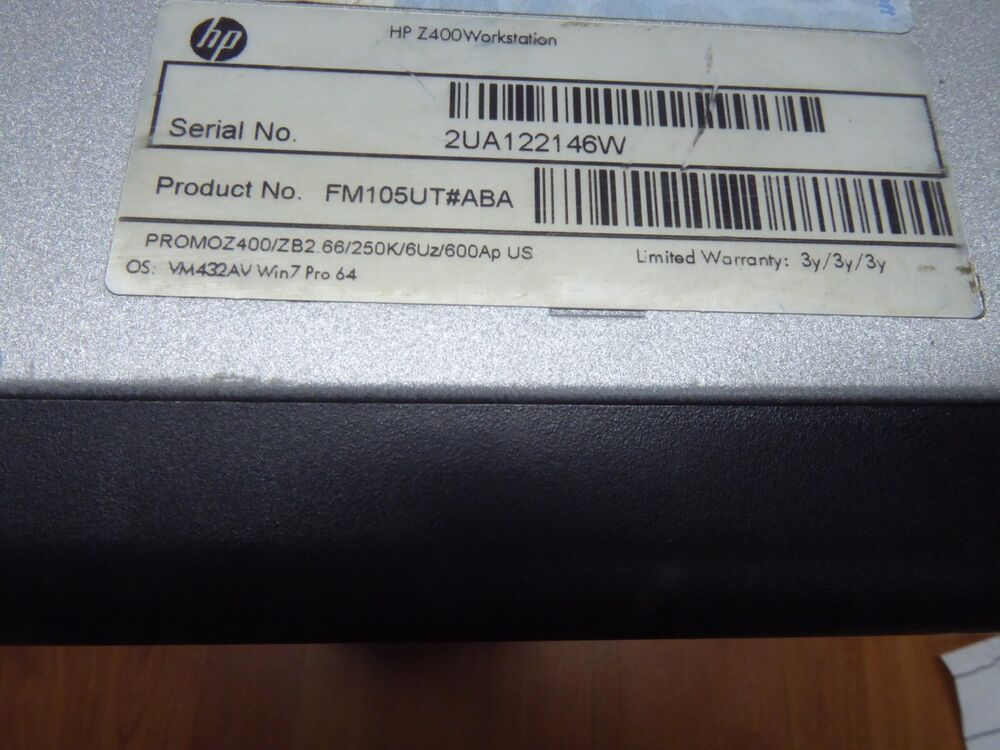 hp
HP Z400Workstation
Serial No.
2UA122146W
Product No. FM105UT#ABA
PROMOZ400/ZB2.66/250K/6Uz/600Ap US
Limited Warranty: 3y/3y/3y
OS: VM432AV Win7 Pro 64